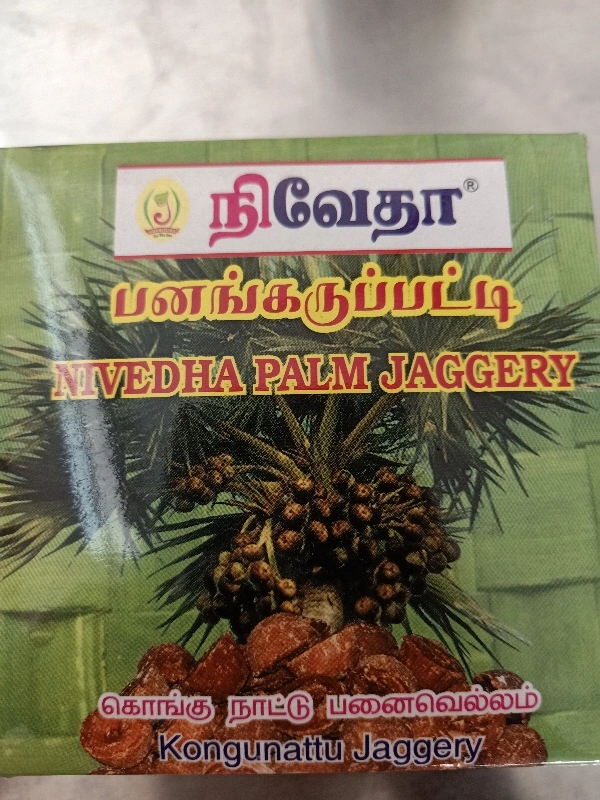 நிவேதா®
பனங்கருப்பட்டி
NIVEDHA PALM JAGGERY
கொங்கு நாட்டு பனைவெல்லம்
Kongunattu Jaggery